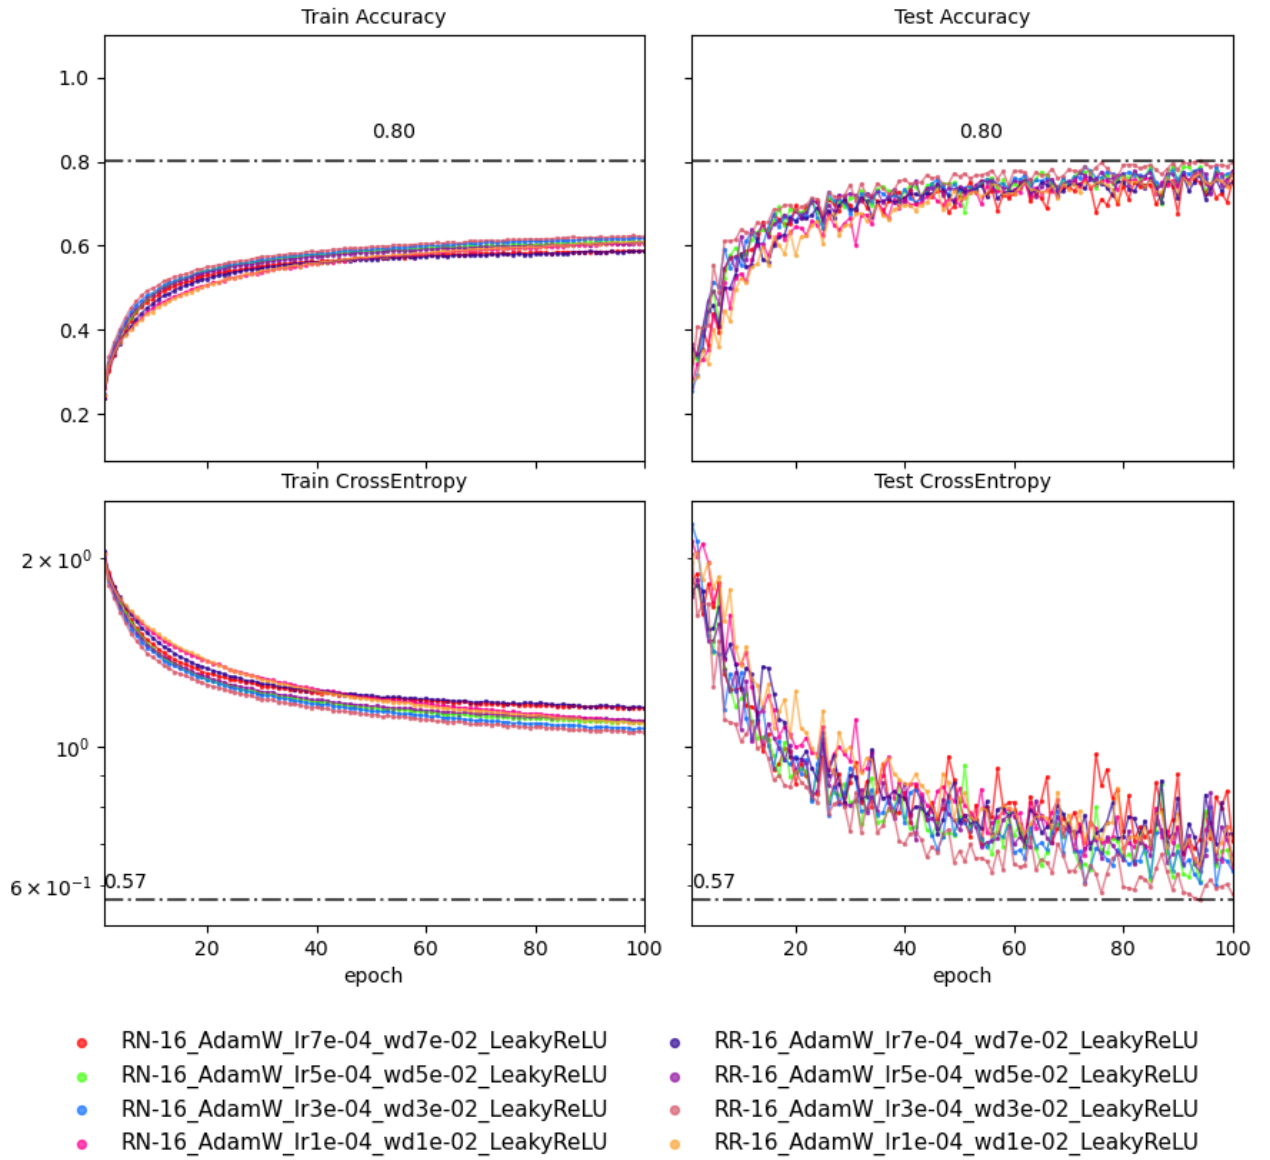 Train Accuracy
Test Accuracy
1.0
0.8
0.6
0.4
0.2
0.80
0.80
Train CrossEntropy
Test CrossEntropy
2 × 10⁰
10⁰
6 × 10⁻¹
0.57
0.57
20 40 60 80 100
20 40 60 80 100
epoch
epoch
RN-16_AdamW_lr7e-04_wd7e-02_LeakyReLU
RN-16_AdamW_lr5e-04_wd5e-02_LeakyReLU
RN-16_AdamW_lr3e-04_wd3e-02_LeakyReLU
RN-16_AdamW_lr1e-04_wd1e-02_LeakyReLU
RR-16_AdamW_lr7e-04_wd7e-02_LeakyReLU
RR-16_AdamW_lr5e-04_wd5e-02_LeakyReLU
RR-16_AdamW_lr3e-04_wd3e-02_LeakyReLU
RR-16_AdamW_lr1e-04_wd1e-02_LeakyReLU